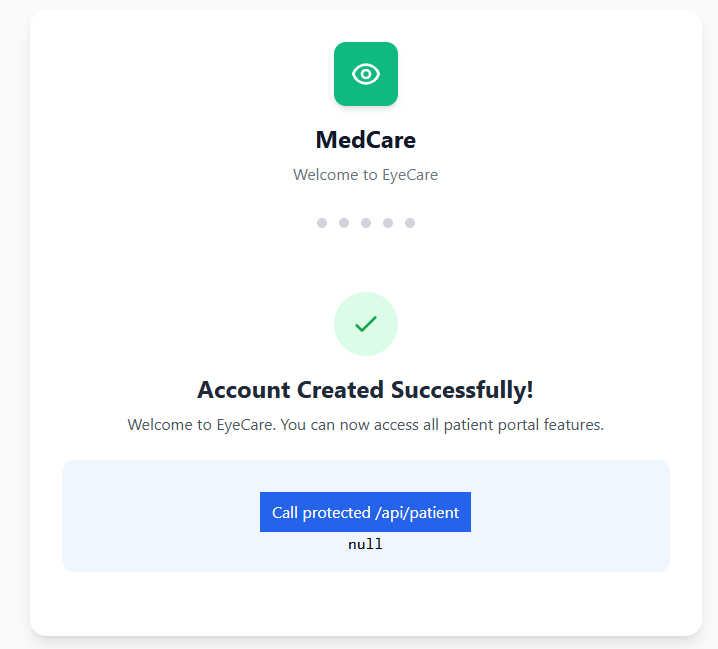 MedCare
Welcome to EyeCare
Account Created Successfully!
Welcome to EyeCare. You can now access all patient portal features.
Call protected /api/patient
null